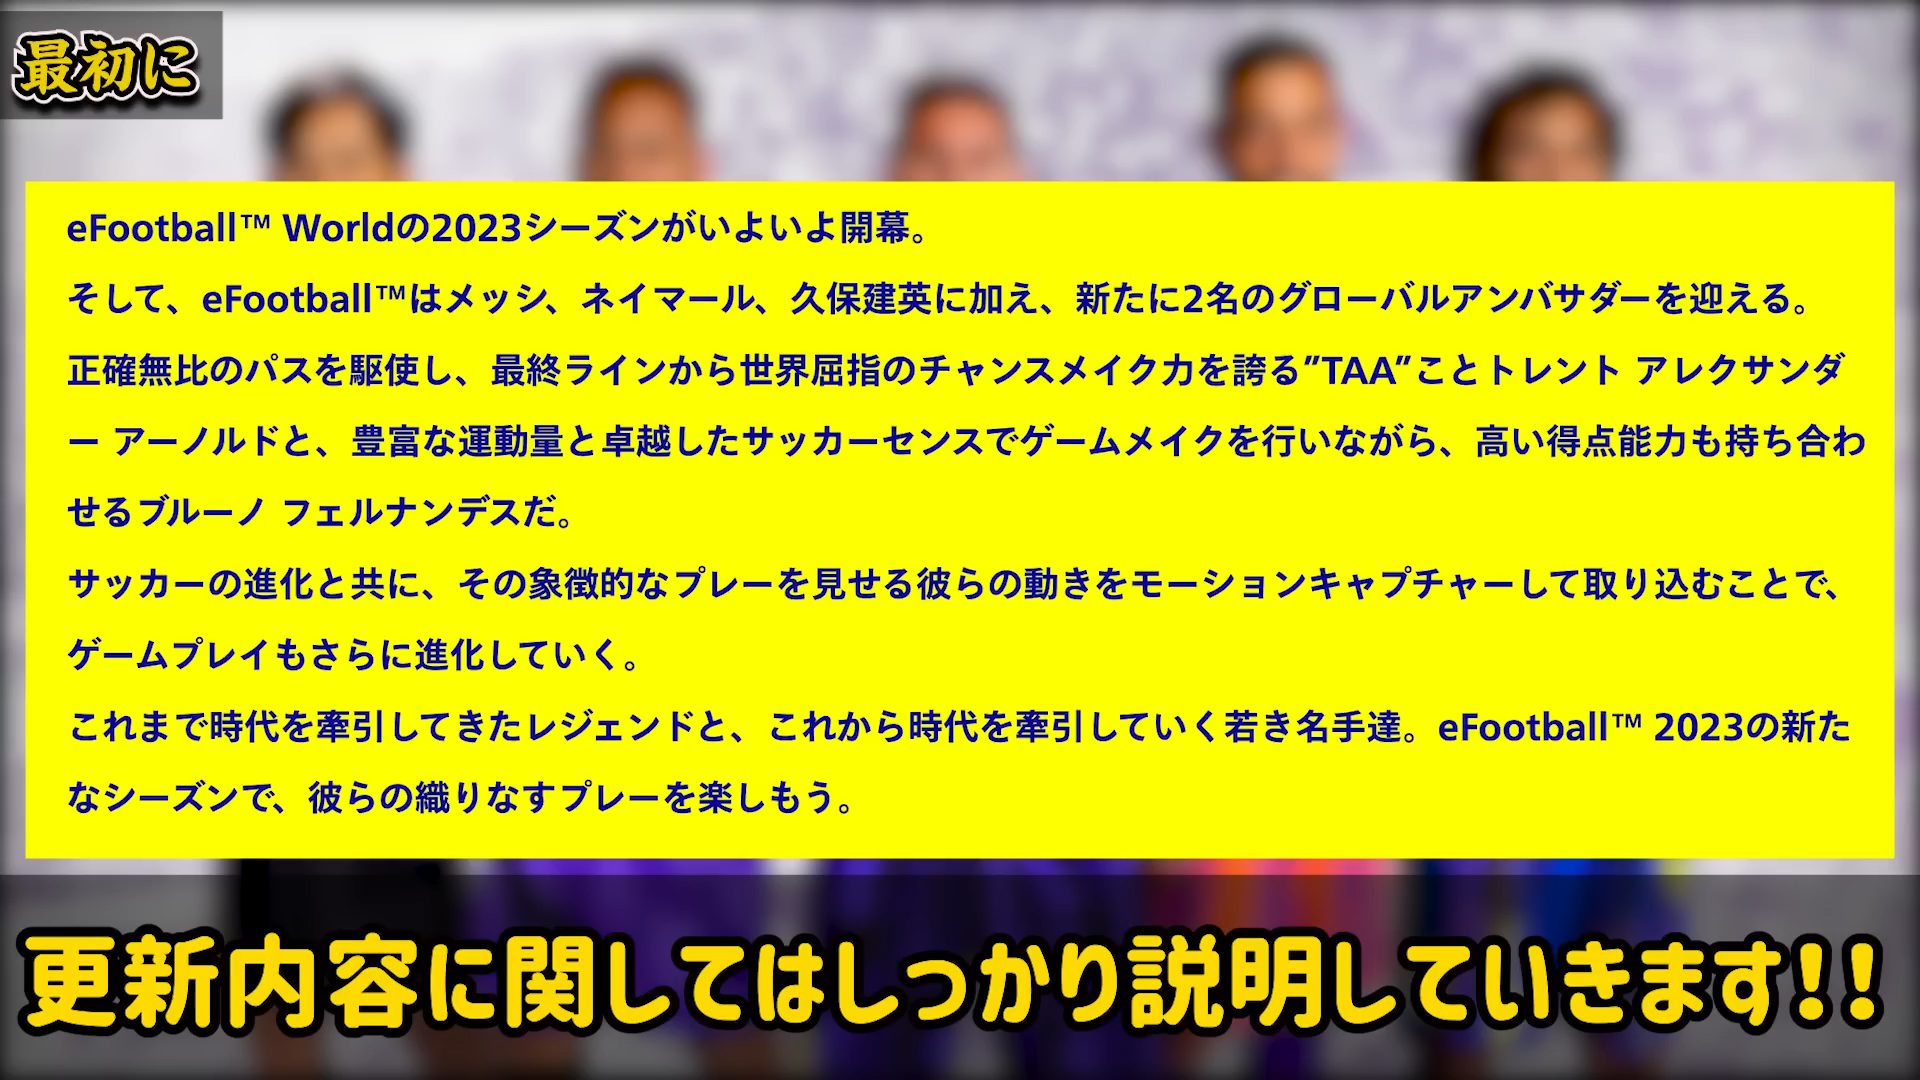 最初に
eFootball™ Worldの2023シーズンがいよいよ開幕。
そして、eFootball™はメッシ、ネイマール、久保建英に加え、新たに2名のグローバルアンバサダーを迎える。
正確無比のパスを駆使し、最終ラインから世界屈指のチャンスメイク力を誇る”TAA”ことトレント アレクサンダ
ー アーノルドと、豊富な運動量と卓越したサッカーセンスでゲームメイクを行いながら、高い得点能力も持ち合わ
せるブルーノ フェルナンデスだ。
サッカーの進化と共に、その象徴的なプレーを見せる彼らの動きをモーションキャプチャーして取り込むことで、
ゲームプレイもさらに進化していく。
これまで時代を牽引してきたレジェンドと、これから時代を牽引していく若き名手達。eFootball™ 2023の新た
なシーズンで、彼らの織りなすプレーを楽しもう。
更新内容に関してはしっかり説明していきます！！